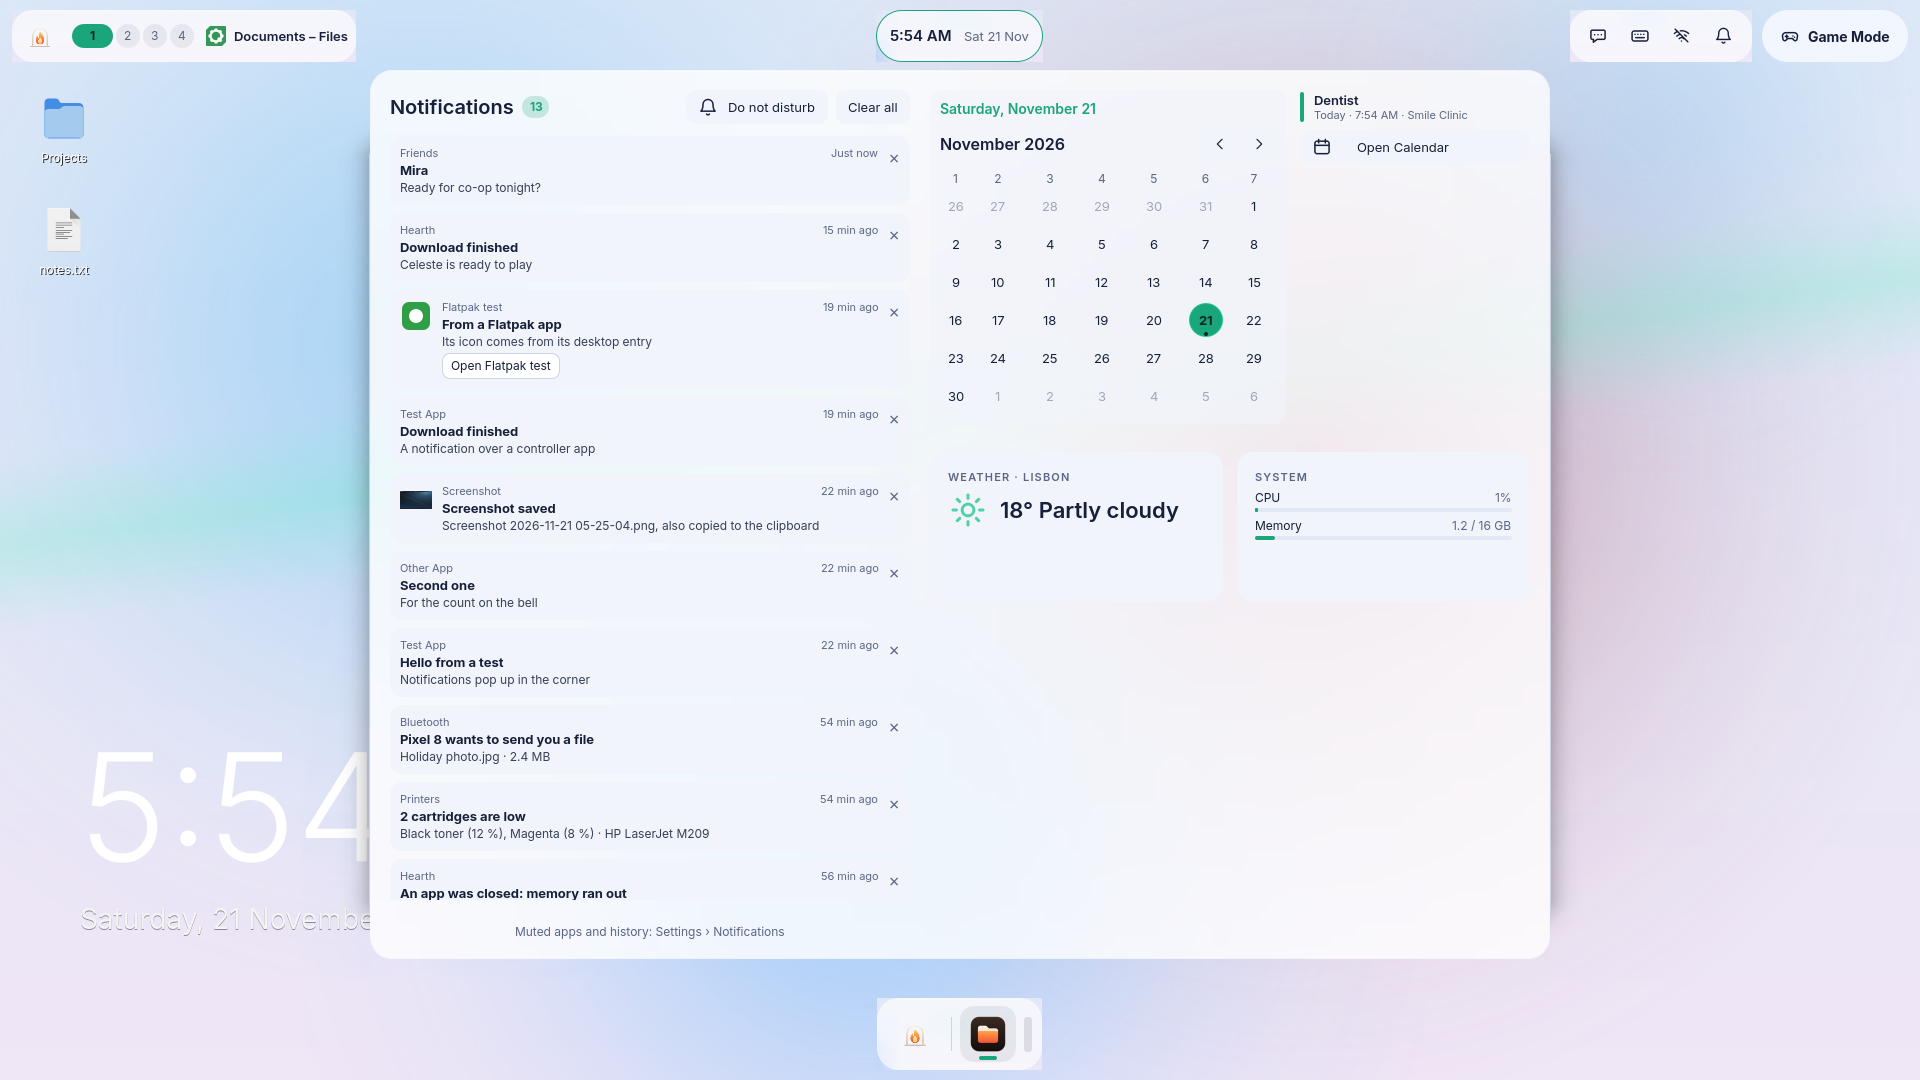 1 2 3 4 Documents – Files
5:54 AM Sat 21 Nov
Game Mode
Projects
notes.txt
5:54
Saturday, 21 Novembe
Notifications 13
Do not disturb
Clear all
Friends Just now
Mira
Ready for co-op tonight?
Hearth 15 min ago
Download finished
Celeste is ready to play
Flatpak test 19 min ago
From a Flatpak app
Its icon comes from its desktop entry
Open Flatpak test
Test App 19 min ago
Download finished
A notification over a controller app
Screenshot 22 min ago
Screenshot saved
Screenshot 2026-11-21 05-25-04.png, also copied to the clipboard
Other App 22 min ago
Second one
For the count on the bell
Test App 22 min ago
Hello from a test
Notifications pop up in the corner
Bluetooth 54 min ago
Pixel 8 wants to send you a file
Holiday photo.jpg · 2.4 MB
Printers 54 min ago
2 cartridges are low
Black toner (12 %), Magenta (8 %) · HP LaserJet M209
Hearth 56 min ago
An app was closed: memory ran out
Muted apps and history: Settings › Notifications
Saturday, November 21
November 2026
1 2 3 4 5 6 7
26 27 28 29 30 31 1
2 3 4 5 6 7 8
9 10 11 12 13 14 15
16 17 18 19 20 21 22
23 24 25 26 27 28 29
30 1 2 3 4 5 6
Dentist
Today · 7:54 AM · Smile Clinic
Open Calendar
WEATHER · LISBON
18° Partly cloudy
SYSTEM
CPU 1%
Memory 1.2 / 16 GB